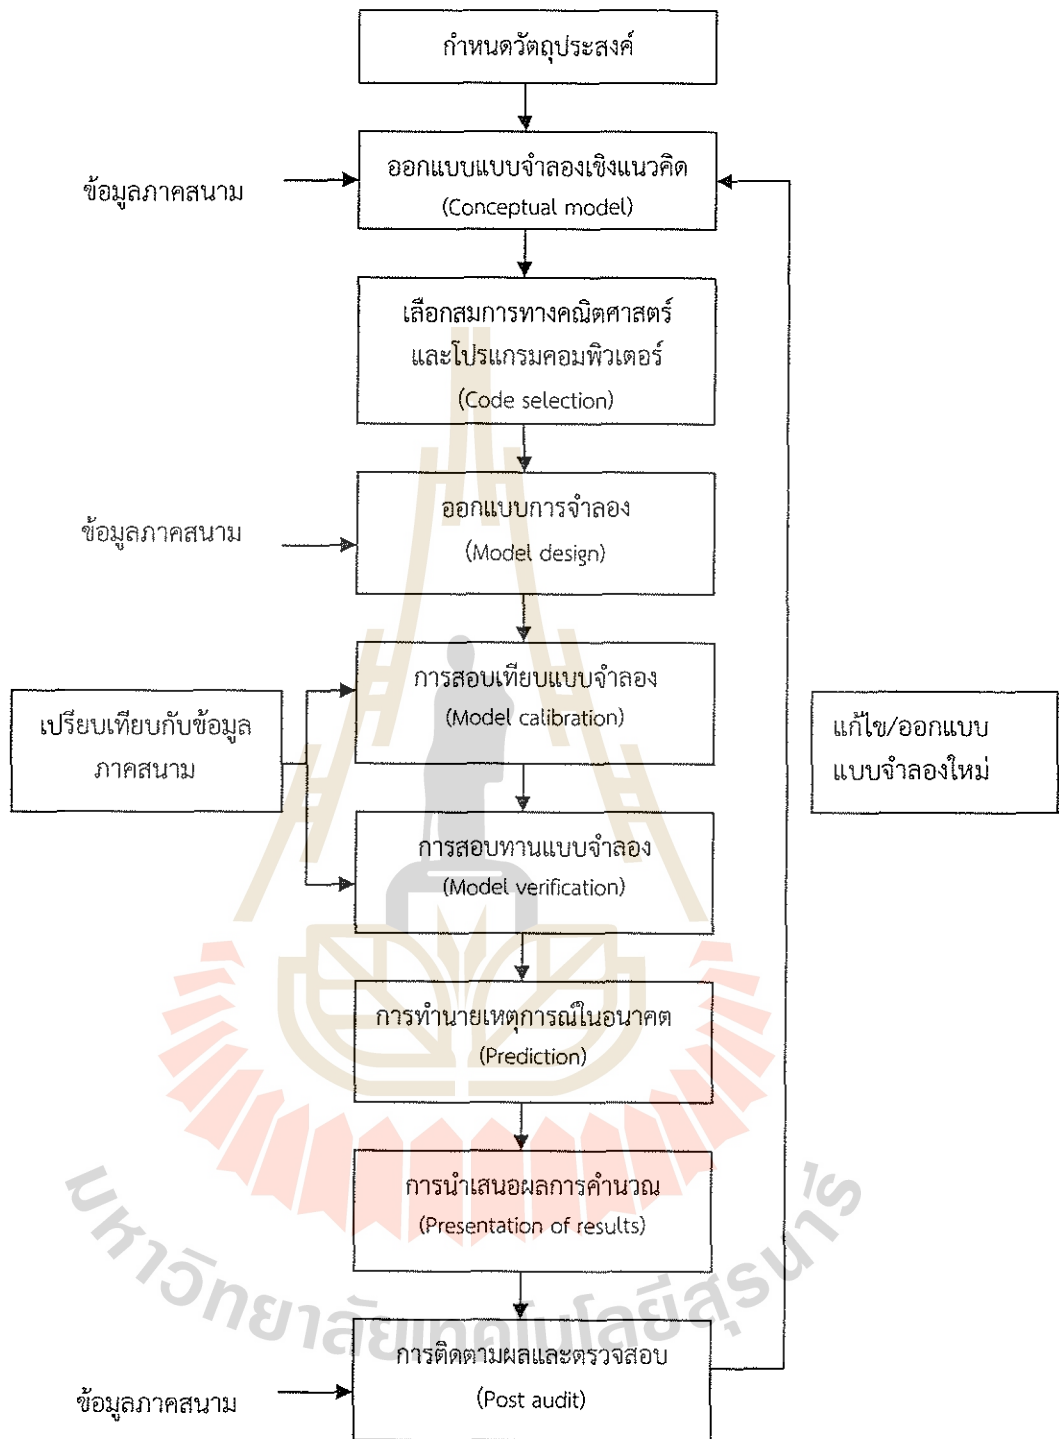 กำหนดวัตถุประสงค์
ข้อมูลภาคสนาม
ออกแบบแบบจำลองเชิงแนวคิด
(Conceptual model)
เลือกสมการทางคณิตศาสตร์
และโปรแกรมคอมพิวเตอร์
(Code selection)
ข้อมูลภาคสนาม
ออกแบบการจำลอง
(Model design)
การสอบเทียบแบบจำลอง
(Model calibration)
เปรียบเทียบกับข้อมูล
ภาคสนาม
แก้ไข/ออกแบบ
แบบจำลองใหม่
การสอบทานแบบจำลอง
(Model verification)
การทำนายเหตุการณ์ในอนาคต
(Prediction)
การนำเสนอผลการคำนวณ
(Presentation of results)
การติดตามผลและตรวจสอบ
(Post audit)
ข้อมูลภาคสนาม
มหาวิทยาลัยเทคโนโลยีสุรนารี